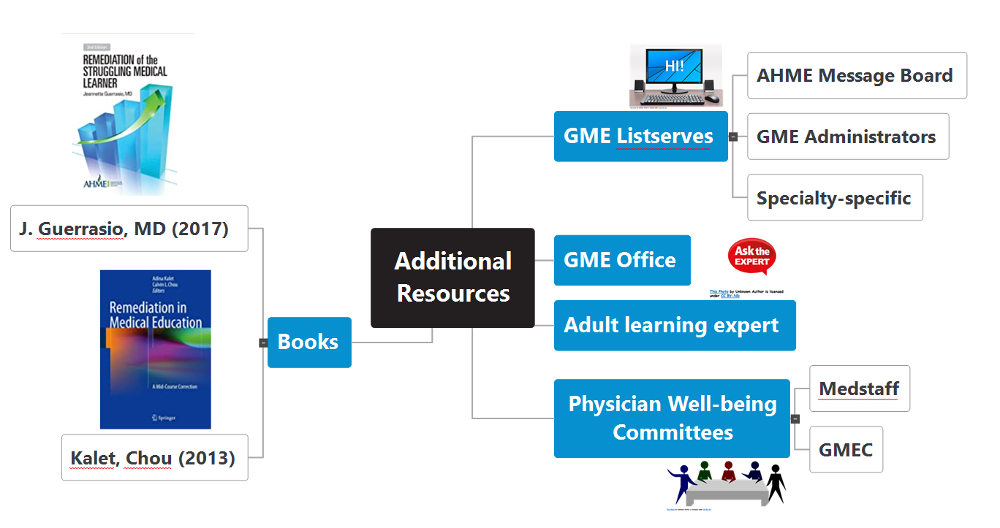 2nd Edition
REMEDIATION of the
STRUGGLING MEDICAL
LEARNER
Jeannette Guerrasio, MD
AHME
J. Guerrasio, MD (2017)
Adina Kalet
Calvin L. Chou
Editors
Remediation in
Medical Education
A Mid-Course Correction
Springer
Kalet, Chou (2013)
Books
Additional
Resources
HI!
GME Listserves
AHME Message Board
GME Administrators
Specialty-specific
GME Office
Ask the
EXPERT
This Photo by Unknown Author is licensed
under CC BY-ND
Adult learning expert
Physician Well-being
Committees
Medstaff
GMEC